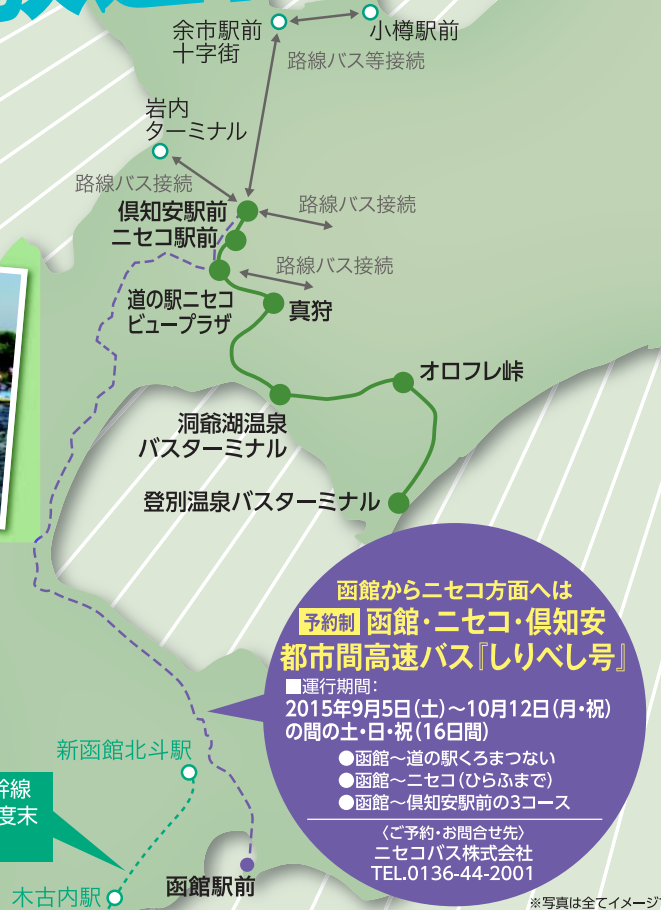 余市駅前
十字街
小樽駅前
路線バス等接続
岩内
ターミナル
路線バス接続
倶知安駅前
路線バス接続
ニセコ駅前
路線バス接続
道の駅ニセコ
ビュープラザ
真狩
オロフレ峠
洞爺湖温泉
バスターミナル
登別温泉バスターミナル
函館からニセコ方面へは
予約制 函館・ニセコ・倶知安
都市間高速バス『しりべし号』
■運行期間：
2015年9月5日(土)～10月12日(月・祝)
の間の土・日・祝(16日間)
●函館～道の駅くろまつない
●函館～ニセコ(ひらふまで)
●函館～倶知安駅前の3コース
〈ご予約・お問合せ先〉
ニセコバス株式会社
TEL.0136-44-2001
新函館北斗駅
幹線
度末
木古内駅
函館駅前
※写真は全てイメージ